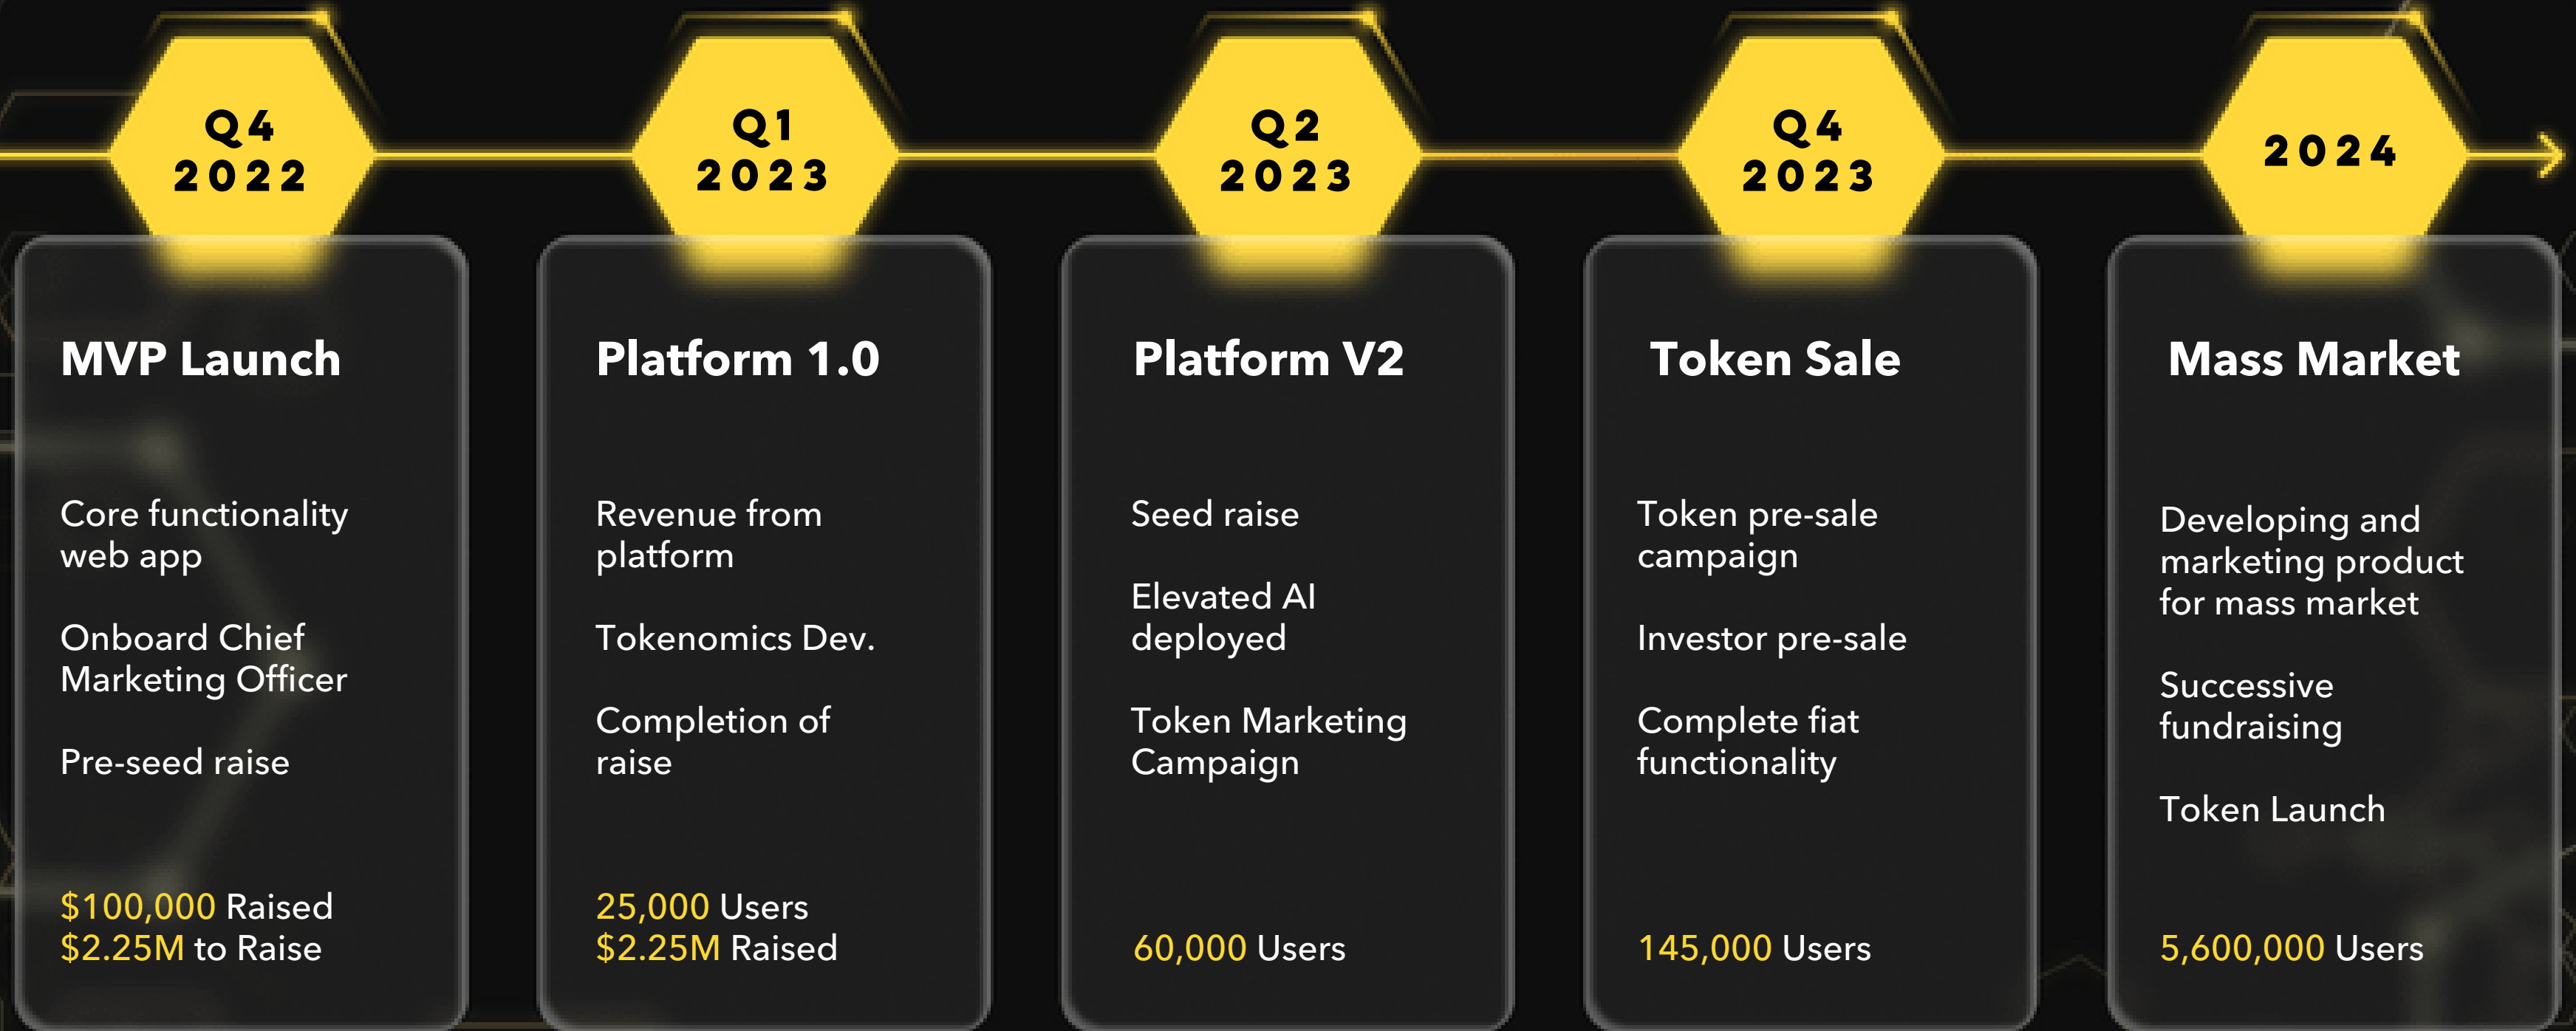 Q4
2022
Q1
2023
Q2
2023
Q4
2023
2024
MVP Launch
Core functionality
web app
Onboard Chief
Marketing Officer
Pre-seed raise
$100,000 Raised
$2.25M to Raise
Platform 1.0
Revenue from
platform
Tokenomics Dev.
Completion of
raise
25,000 Users
$2.25M Raised
Platform V2
Seed raise
Elevated AI
deployed
Token Marketing
Campaign
60,000 Users
Token Sale
Token pre-sale
campaign
Investor pre-sale
Complete fiat
functionality
145,000 Users
Mass Market
Developing and
marketing product
for mass market
Successive
fundraising
Token Launch
5,600,000 Users